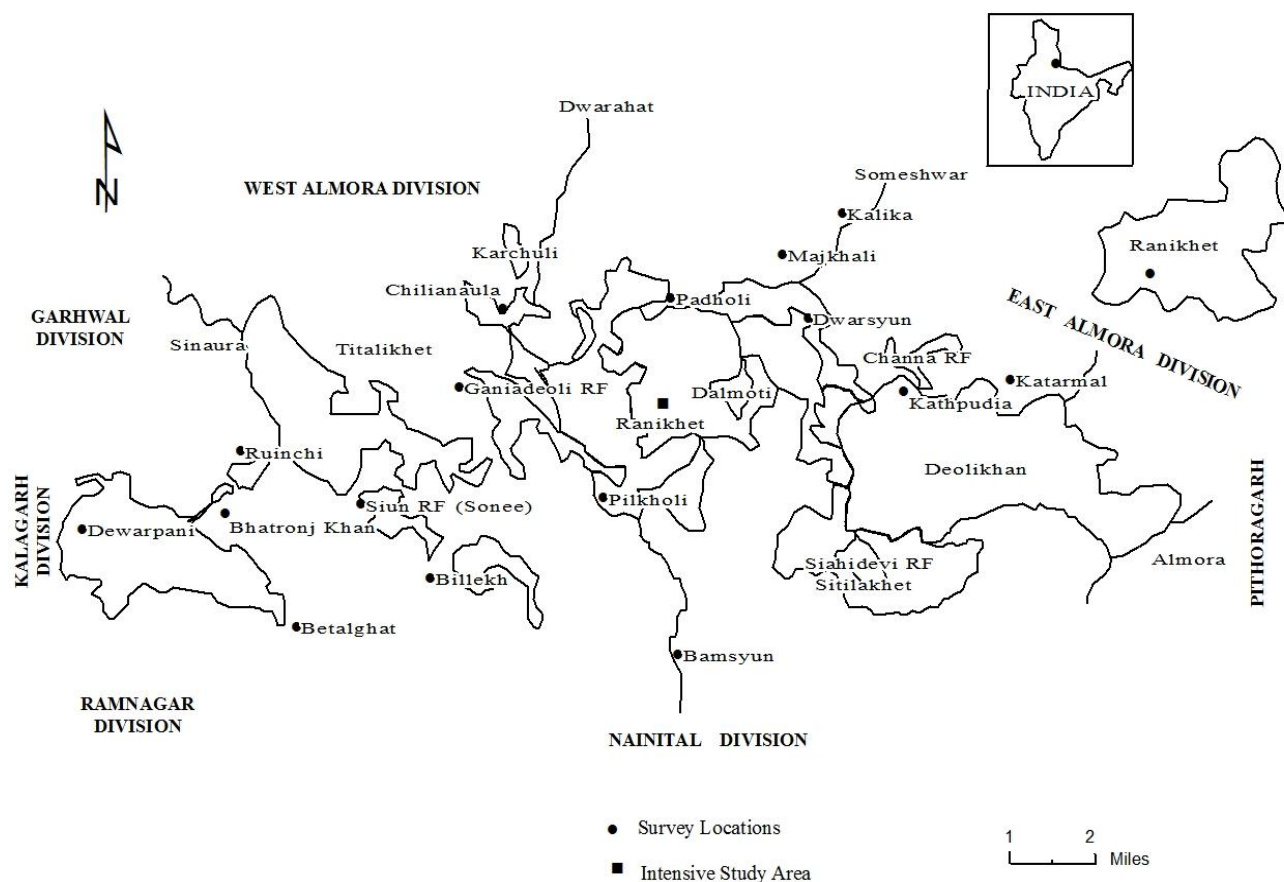 INDIA
Dwarahat
WEST ALMORA DIVISION
Someshwar
Kalika
Karchuli
Majkhali
Ranikhet
N
Chilianaula
Padholi
EAST ALMORA DIVISION
GARHWAL
DIVISION
Sinaura
Titalikhet
Dwarsyun
Channa RF
Ganiadeoli RF
Dalmoti
Katarmal
Kathpudia
Ranikhet
Ruinchi
Deolikhan
KALAGARH
DIVISION
Siun RF (Sonee)
Pilkholi
Bhatronj Khan
Dewarpani
PITHORAGARH
Almora
Siahidevi RF
Sitilakhet
Billekh
Betalghat
Bamsyun
RAMNAGAR
DIVISION
NAINITAL DIVISION
Survey Locations
Intensive Study Area
1 2
Miles